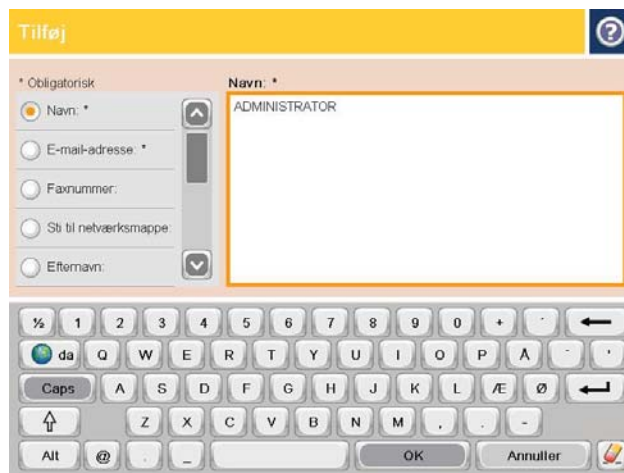 Tilføj
?
* Obligatorisk
Navn: *
Navn: *
ADMINISTRATOR
E-mail-adresse: *
Faxnummer:
Sti til netværksmappe:
Efternavn:
½ 1 2 3 4 5 6 7 8 9 0 + ´
da Q W E R T Y U I O P Å ¨ '
Caps A S D F G H J K L Æ Ø
Z X C V B N M , . -
Alt @ . _ OK Annuller